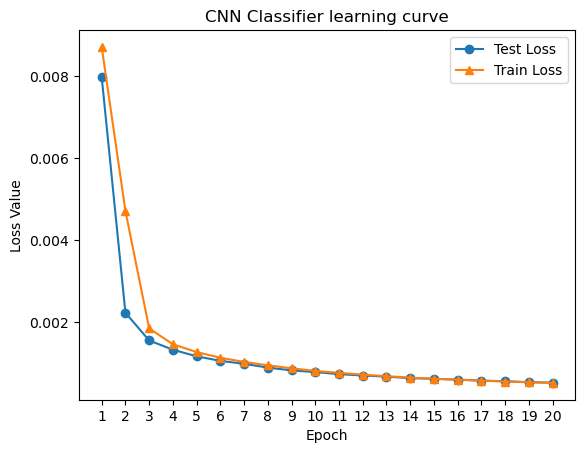 CNN Classifier learning curve
Test Loss
Train Loss
0.008
0.006
0.004
0.002
Loss Value
1 2 3 4 5 6 7 8 9 10 11 12 13 14 15 16 17 18 19 20
Epoch